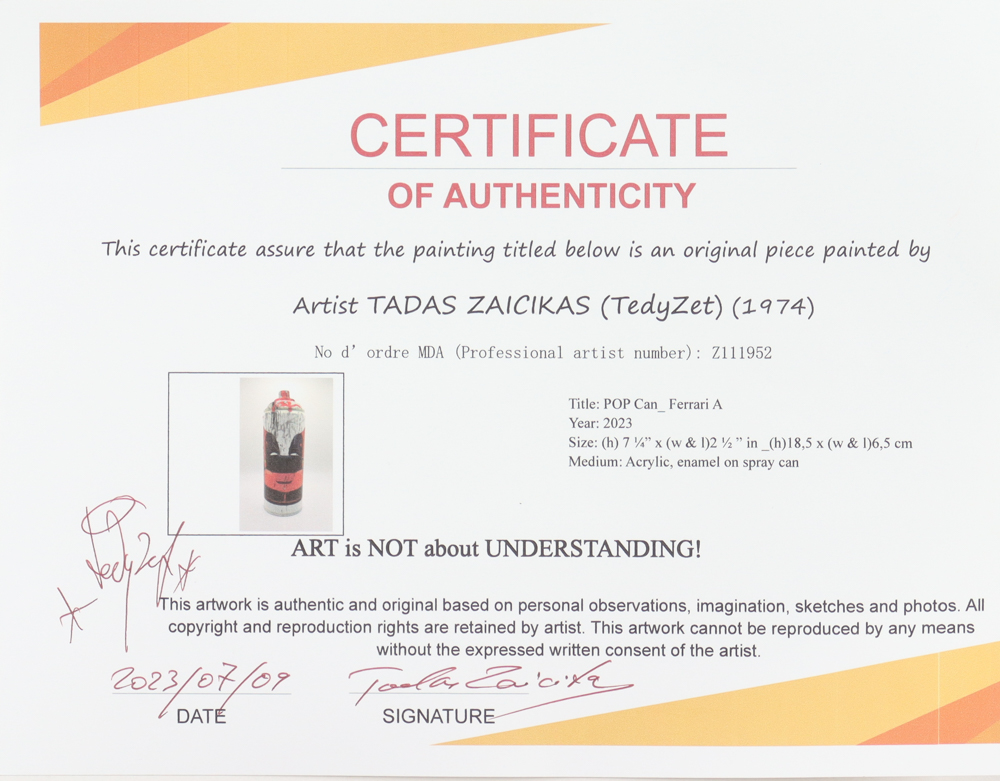 CERTIFICATE
OF AUTHENTICITY
This certificate assure that the painting titled below is an original piece painted by
Artist TADAS ZAICIKAS (TedyZet) (1974)
No d' ordre MDA (Professional artist number): Z111952
Title: POP Can_ Ferrari A
Year: 2023
Size: (h) 7 ¼” x (w & l)2 ½ ” in _(h)18,5 x (w & l)6,5 cm
Medium: Acrylic, enamel on spray can
ART is NOT about UNDERSTANDING!
TedyZet
This artwork is authentic and original based on personal observations, imagination, sketches and photos. All
copyright and reproduction rights are retained by artist. This artwork cannot be reproduced by any means
without the expressed written consent of the artist.
2023/07/09 Tadas Zaicikas
DATE SIGNATURE